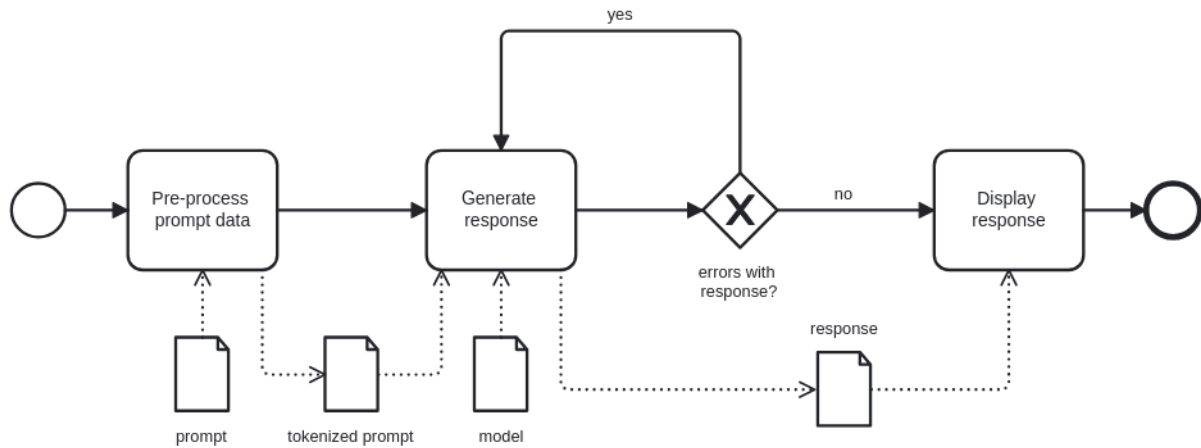 yes
Pre-process
prompt data
Generate
response
no
Display
response
errors with
response?
response
prompt
tokenized prompt
model